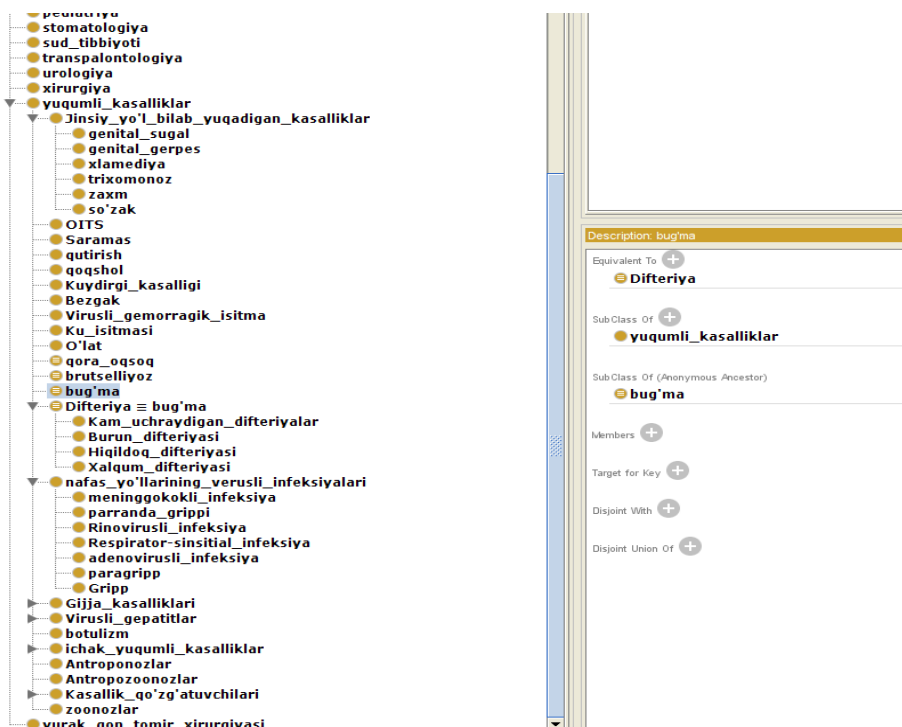 pediatriya
stomatologiya
sud_tibbiyoti
transpalontologiya
urologiya
xirurgiya
yuqumli_kasalliklar
Jinsiy_yo'l_bilab_yuqadigan_kasalliklar
genital_sugal
genital_gerpes
xlamediya
trixomonoz
zaxm
so'zak
OITS
Saramas
qutirish
qoqshol
Kuydirgi_kasalligi
Bezgak
Virusli_gemorragik_isitma
Ku_isitmasi
O'lat
qora_oqsoq
brutselliyoz
bug'ma
Difteriya ≡ bug'ma
Kam_uchraydigan_difteriyalar
Burun_difteriyasi
Hiqildoq_difteriyasi
Xalqum_difteriyasi
nafas_yo'llarining_verusli_infeksiyalari
meninggokokli_infeksiya
parranda_grippi
Rinovirusli_infeksiya
Respirator-sinsitial_infeksiya
adenovirusli_infeksiya
paragripp
Gripp
Gijja_kasalliklari
Virusli_gepatitlar
botulizm
ichak_yuqumli_kasalliklar
Antroponozlar
Antropozoonozlar
Kasallik_qo'zg'atuvchilari
zoonozlar
yurak_qon_tomir_xirurgiyasi
Description: bug'ma
Equivalent To
Difteriya
SubClass Of
yuqumli_kasalliklar
SubClass Of (Anonymous Ancestor)
bug'ma
Members
Target for Key
Disjoint With
Disjoint Union Of